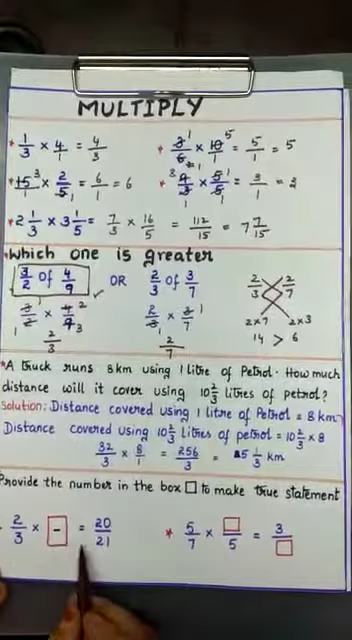 MULTIPLY
* 1/3 × 4/1 = 4/3 * 3̶ 1/6̶ 2 × 1̶0̶ 5/1 = 5/1 = 5
* 1̶5̶ 3/1 × 2/5̶ 1 = 6/1 = 6
* 2 1/3 × 3 1/5 = 7/3 × 16/5 = 112/15 = 7 7/15
Which one is greater
3/2 of 4/9 OR 2/3 of 3/7 2/3 2/7
2×7 2×3
2/3 2/7 14 > 6
* A truck runs 8 km using 1 litre of Petrol. How much
distance will it cover using 10 2/3 litres of petrol?
Solution: Distance covered using 1 litre of Petrol = 8 km
Distance covered using 10 2/3 litres of petrol = 10 2/3 × 8
32/3 × 8/1 = 256/3 = 85 1/3 km
Provide the number in the box □ to make true statement
2/3 × □ = 20/21 * 5/7 × □/5 = 3/□